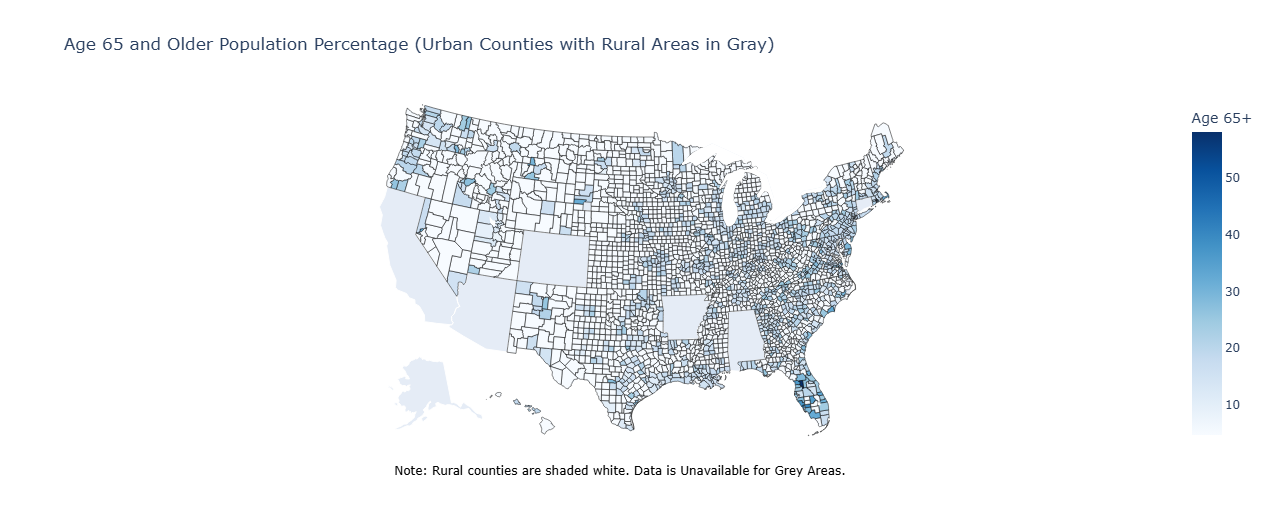 Age 65 and Older Population Percentage (Urban Counties with Rural Areas in Gray)
Age 65+
50
40
30
20
10
Note: Rural counties are shaded white. Data is Unavailable for Grey Areas.